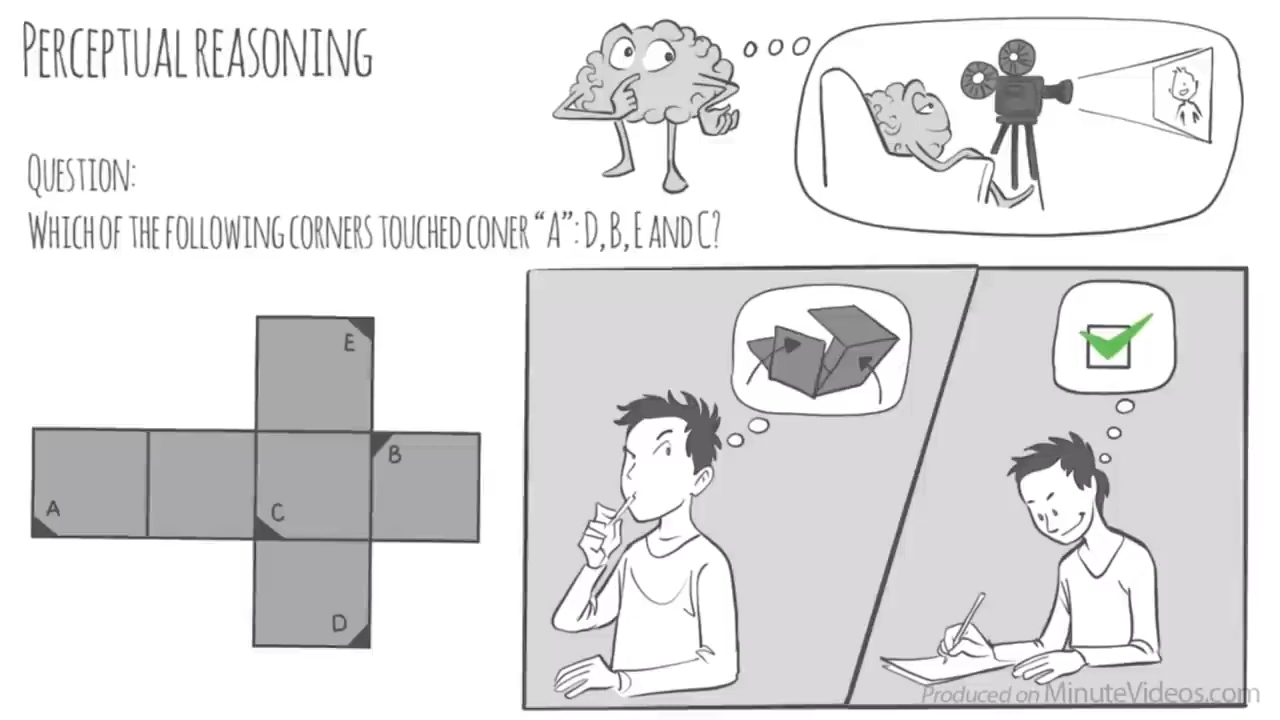 PERCEPTUAL REASONING
QUESTION:
WHICH OF THE FOLLOWING CORNERS TOUCHED CONER “A”: D, B, E AND C?
E
B
A
C
D
Produced on MinuteVideos.com